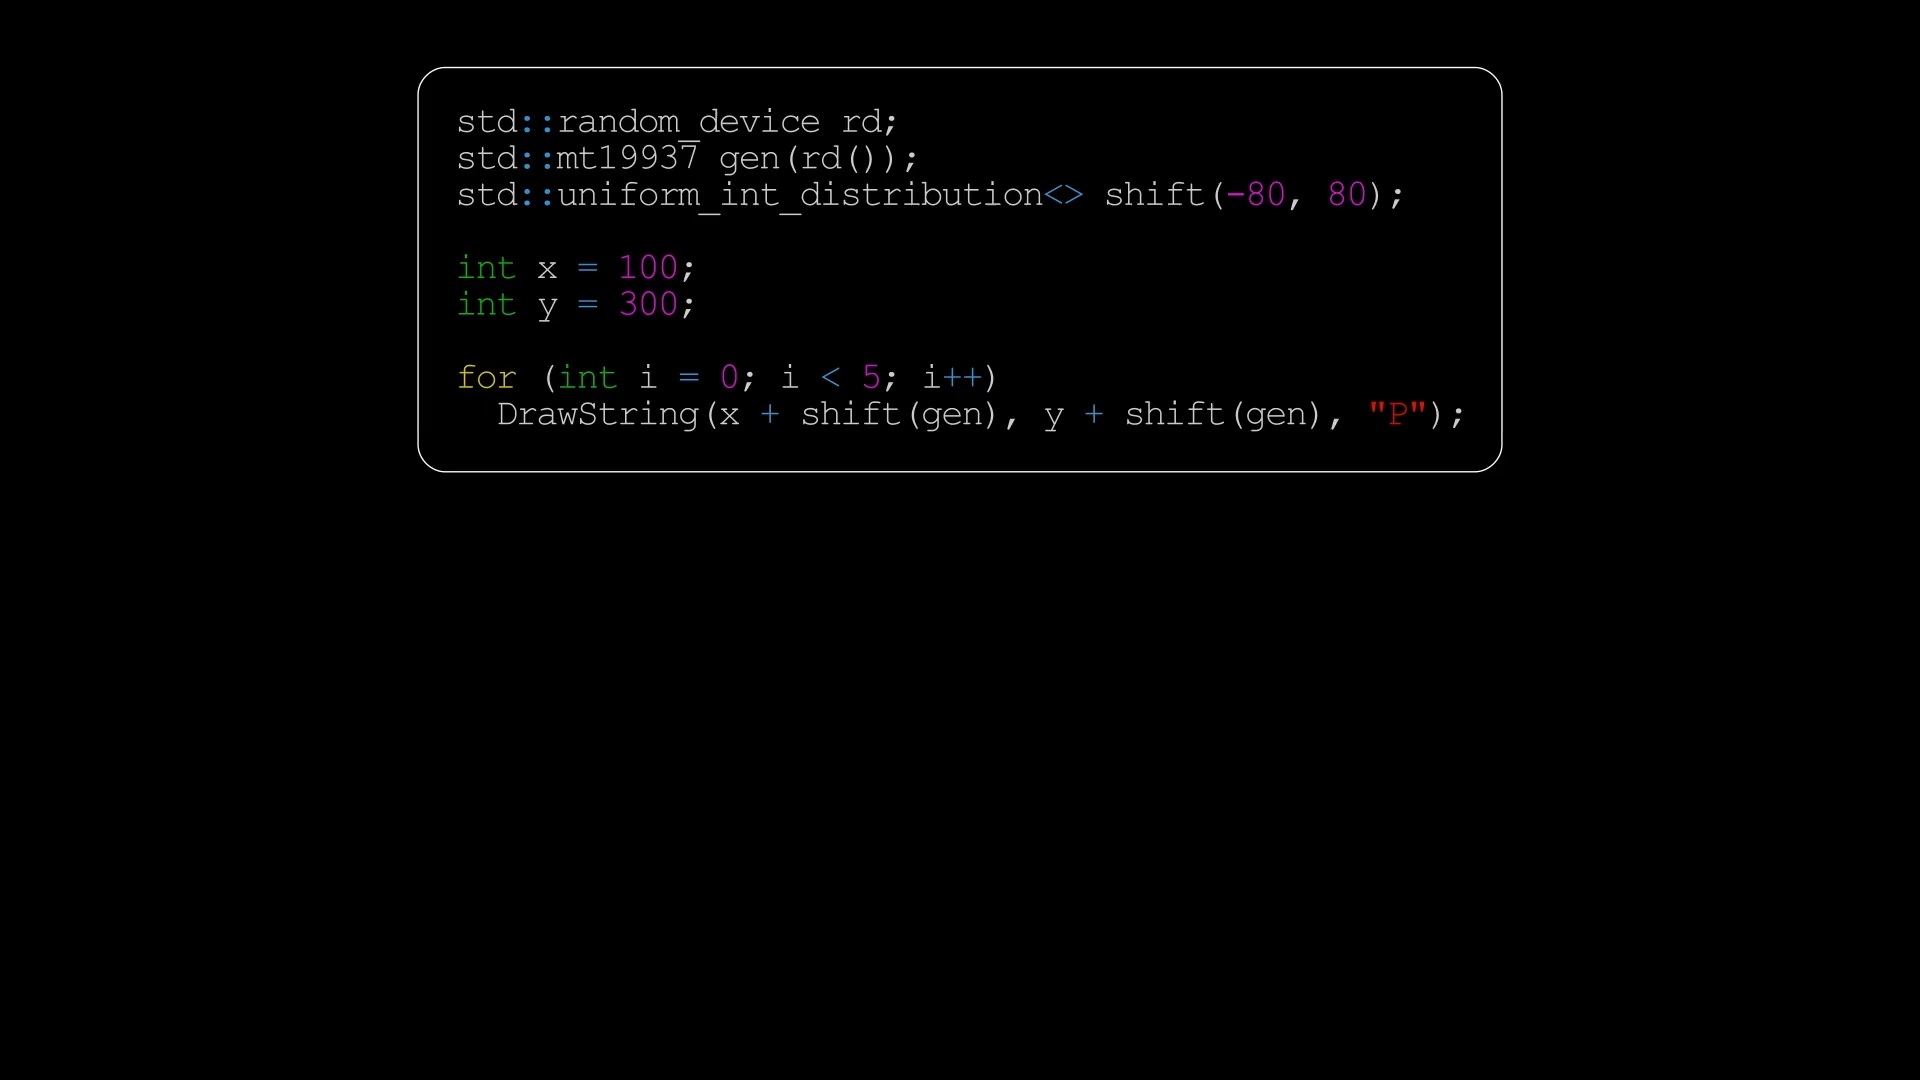 std::random_device rd;
std::mt19937 gen(rd());
std::uniform_int_distribution<> shift(-80, 80);
int x = 100;
int y = 300;
for (int i = 0; i < 5; i++)
DrawString(x + shift(gen), y + shift(gen), "P");